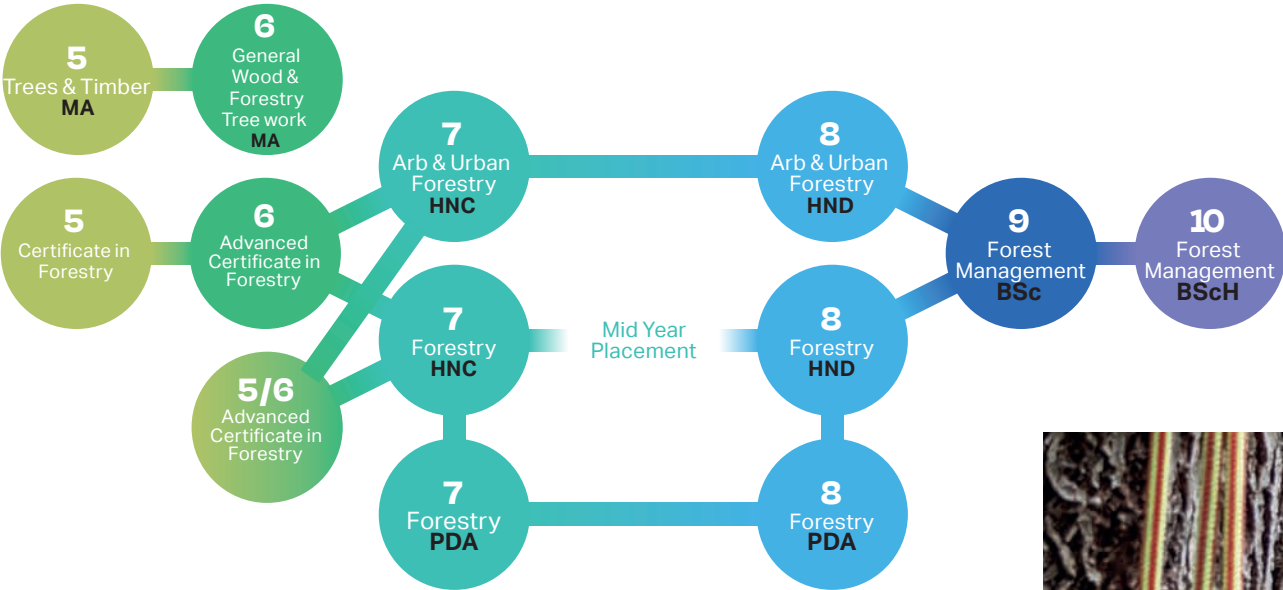 5
Trees & Timber
MA
6
General
Wood &
Forestry
Tree work
MA
7
Arb & Urban
Forestry
HNC
8
Arb & Urban
Forestry
HND
5
Certificate in
Forestry
6
Advanced
Certificate in
Forestry
9
Forest
Management
BSc
10
Forest
Management
BScH
7
Forestry
HNC
Mid Year
Placement
8
Forestry
HND
5/6
Advanced
Certificate in
Forestry
7
Forestry
PDA
8
Forestry
PDA